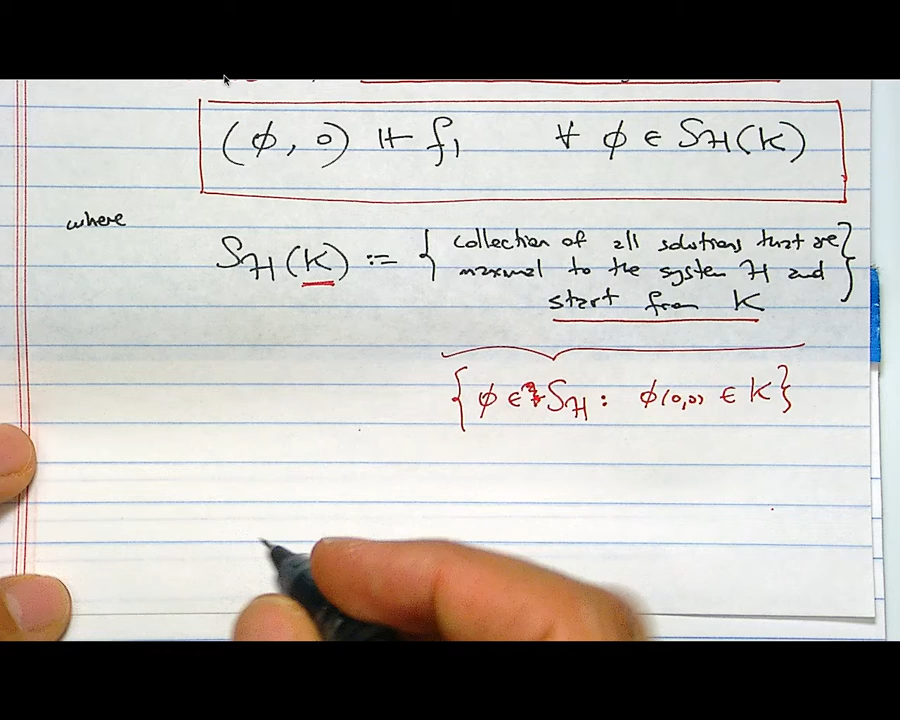 (ϕ, 0) ⊩ f₁ ∀ ϕ ∈ S_H(K)
where
S_H(K) := { collection of all solutions that are
maximal to the system H and
start from K }
{ ϕ ∈ S_H : ϕ(0,0) ∈ K }